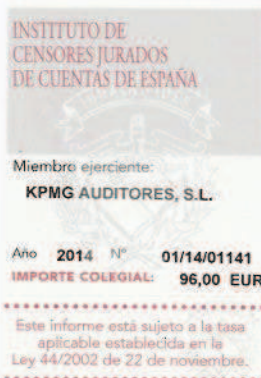 INSTITUTO DE
CENSORES JURADOS
DE CUENTAS DE ESPAÑA
Miembro ejerciente:
KPMG AUDITORES, S.L.
Año 2014 Nº 01/14/01141
IMPORTE COLEGIAL: 96,00 EUR
Este informe está sujeto a la tasa
aplicable establecida en la
Ley 44/2002 de 22 de noviembre.